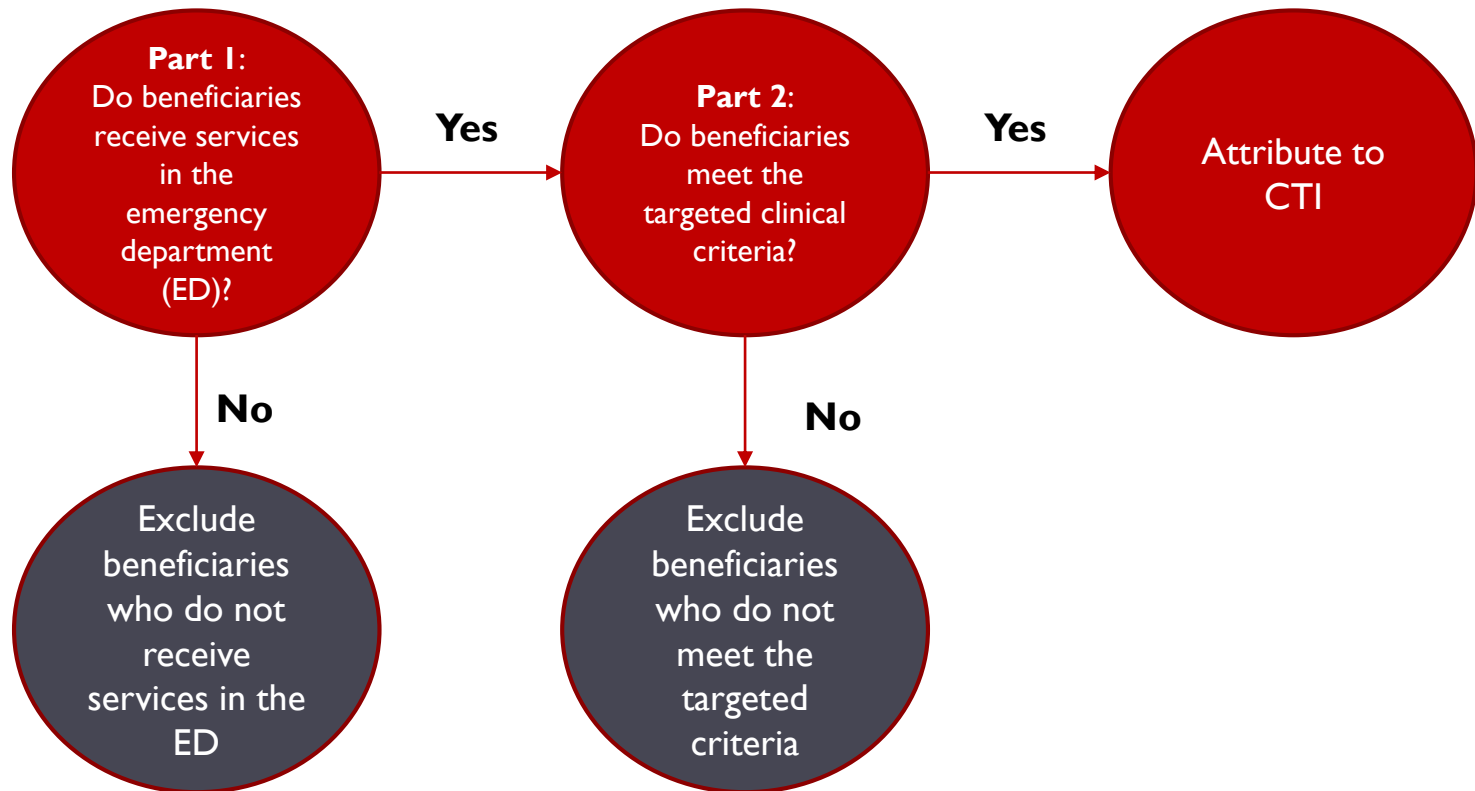 Part 1:
Do beneficiaries
receive services
in the
emergency
department
(ED)?
Yes
Part 2:
Do beneficiaries
meet the
targeted clinical
criteria?
Yes
Attribute to
CTI
No
No
Exclude
beneficiaries
who do not
receive
services in the
ED
Exclude
beneficiaries
who do not
meet the
targeted
criteria